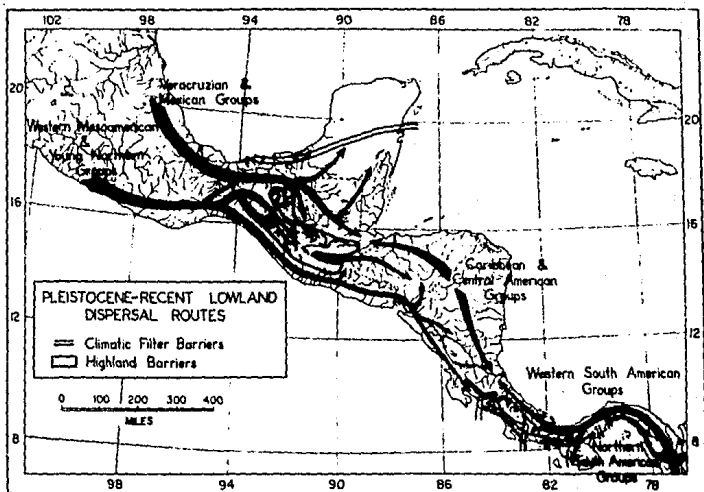 102 98 94 90 86 82 78
20
Veracruzian &
Mexican Groups
Western Mesoamerican
&
Young Northern
Groups
20
16
16
Caribbean &
Central American
Groups
PLEISTOCENE-RECENT LOWLAND
DISPERSAL ROUTES
Climatic Filter Barriers
Highland Barriers
12
12
0 100 200 300 400
MILES
Western South American
Groups
8
8
Northern
South American
Groups
98 94 90 86 82 78